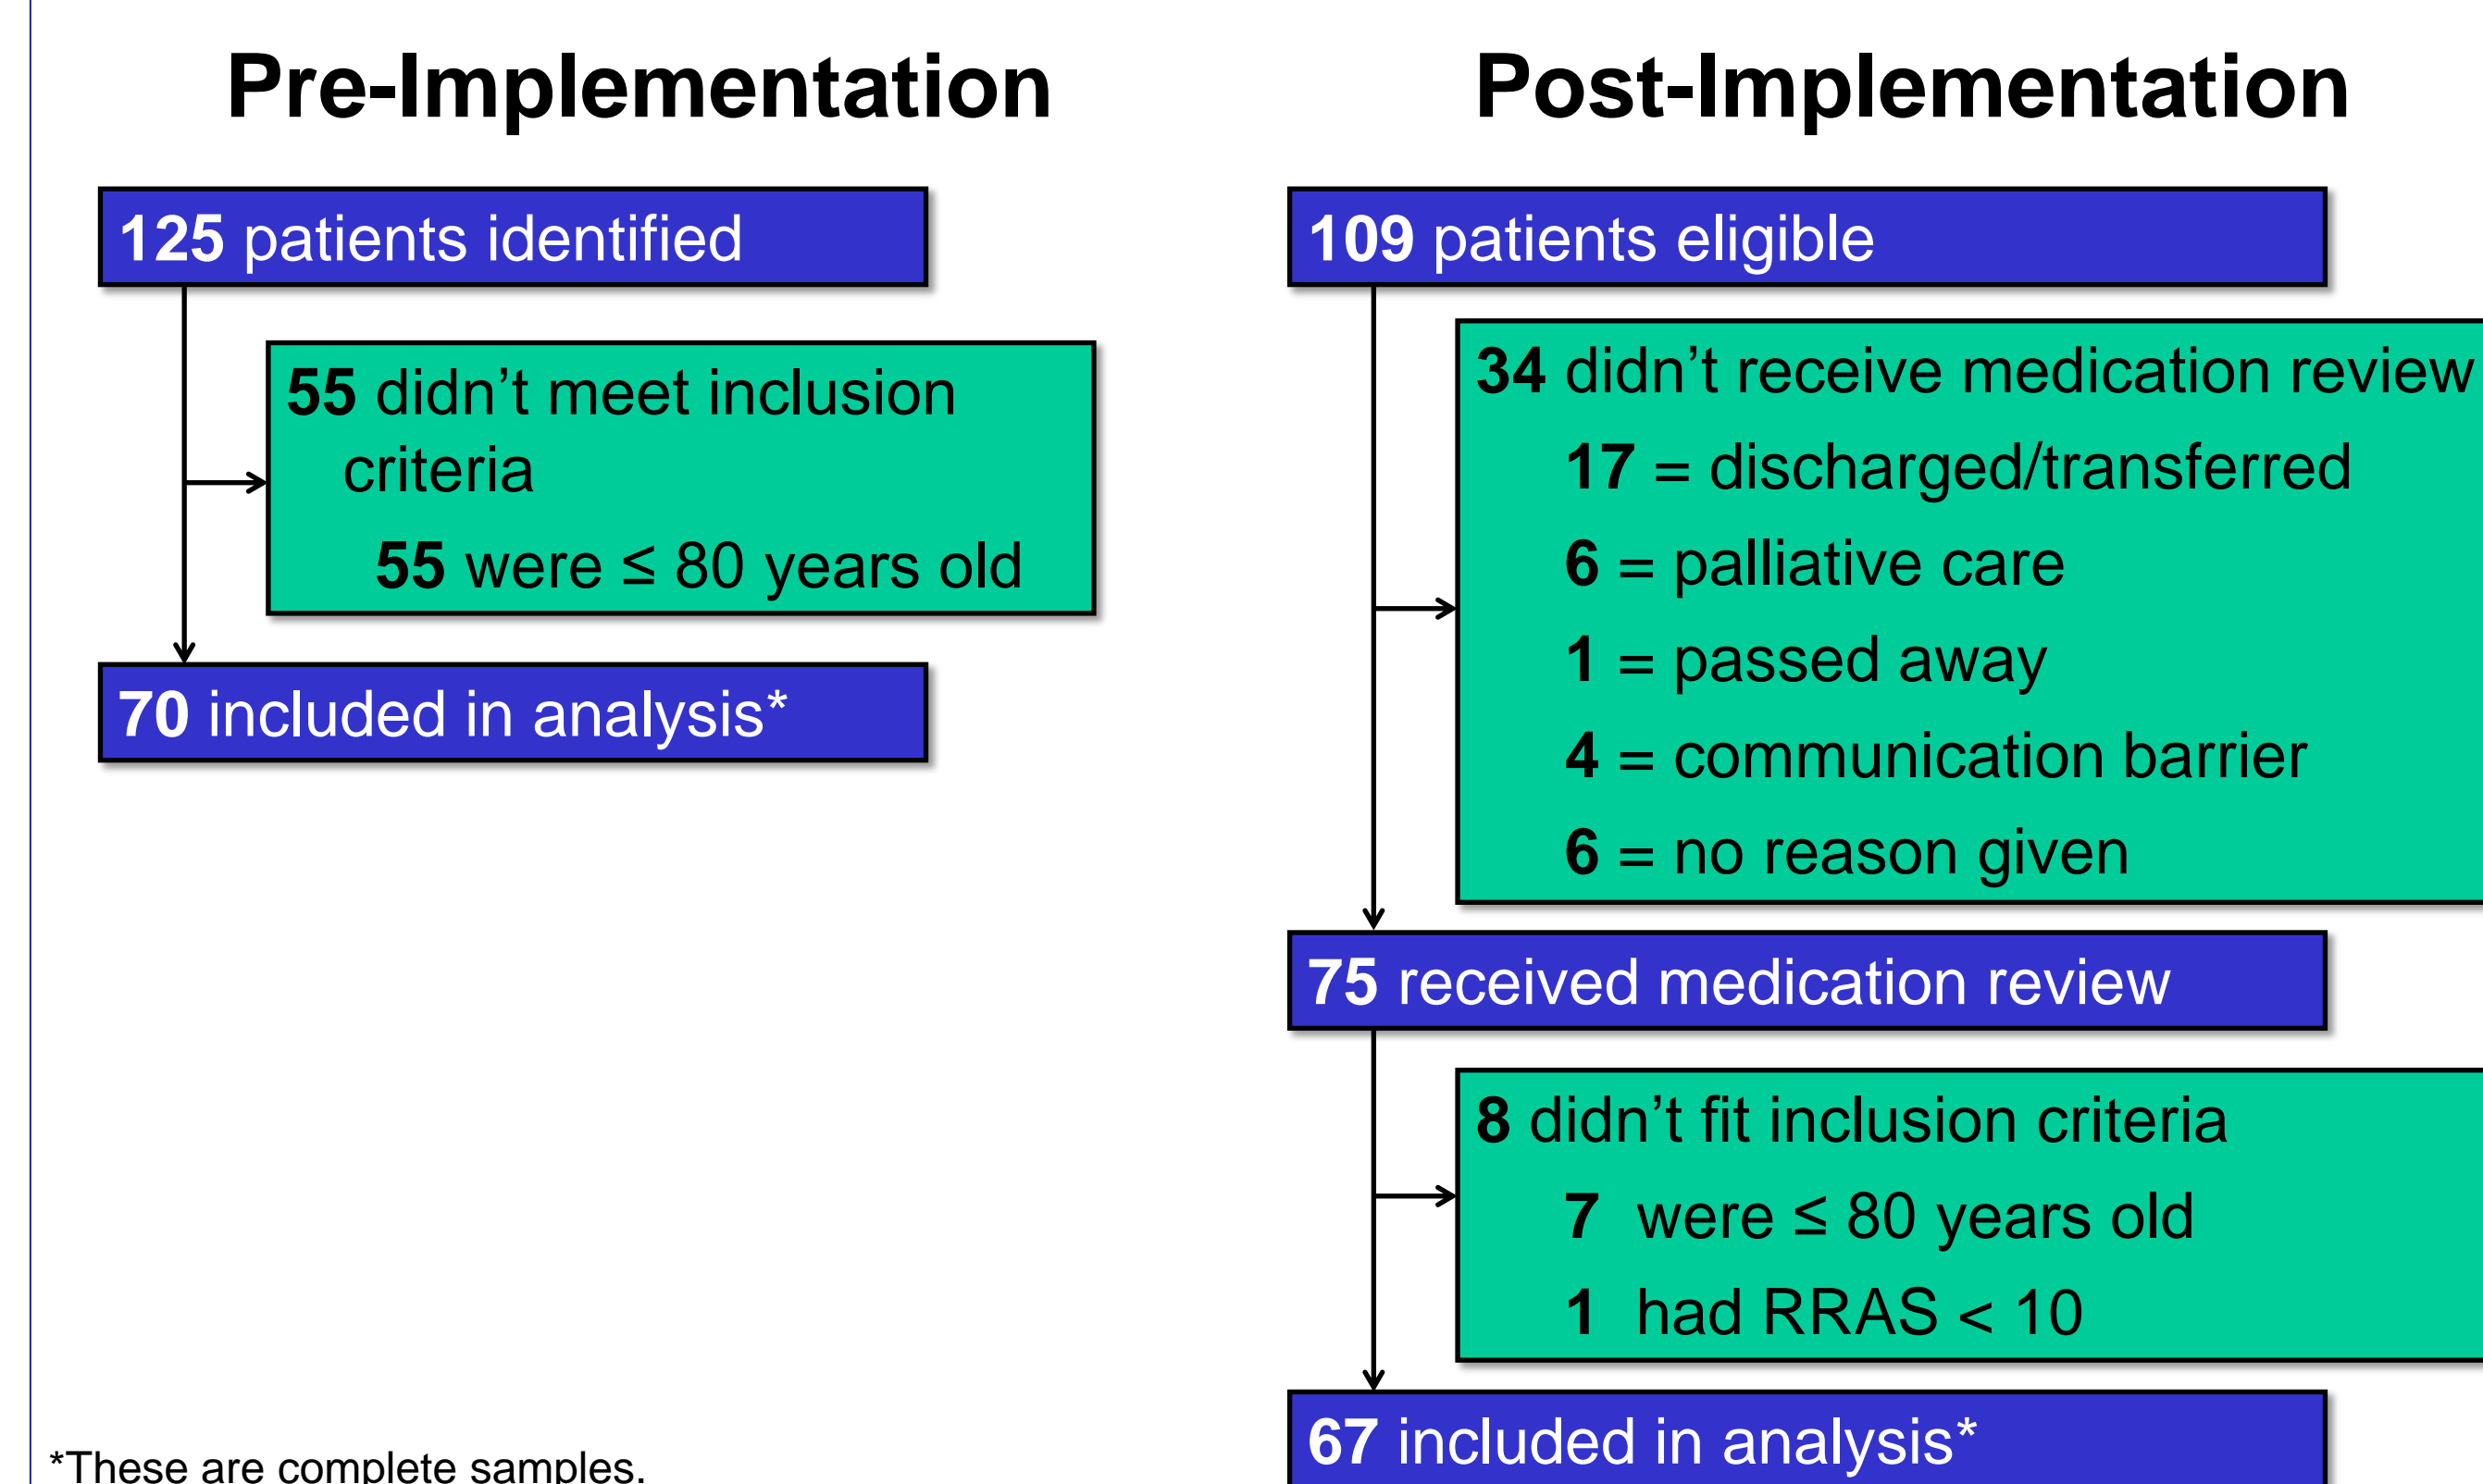 Pre-Implementation
125 patients identified
55 didn’t meet inclusion
criteria
55 were ≤ 80 years old
70 included in analysis*
Post-Implementation
109 patients eligible
34 didn’t receive medication review
17 = discharged/transferred
6 = palliative care
1 = passed away
4 = communication barrier
6 = no reason given
75 received medication review
8 didn’t fit inclusion criteria
7 were ≤ 80 years old
1 had RRAS < 10
67 included in analysis*
*These are complete samples.